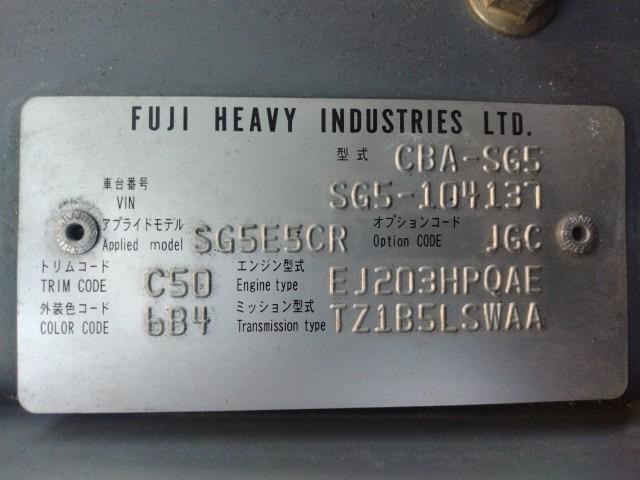 FUJI HEAVY INDUSTRIES LTD.
型式 CBA-SG5
車台番号
VIN SG5-104137
アプライドモデル オプションコード
Applied model SG5E5CR Option CODE JGC
トリムコード エンジン型式
TRIM CODE C50 Engine type EJ203HPQAE
外装色コード ミッション型式
COLOR CODE 6B4 Transmission type TZ1B5LSWAA